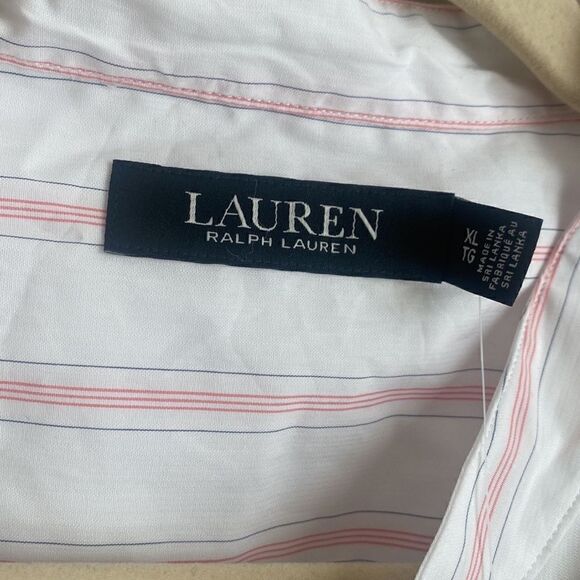 LAUREN
RALPH LAUREN
XL
TG
MADE IN
SRI LANKA
FABRIQUÉ AU
SRI LANKA